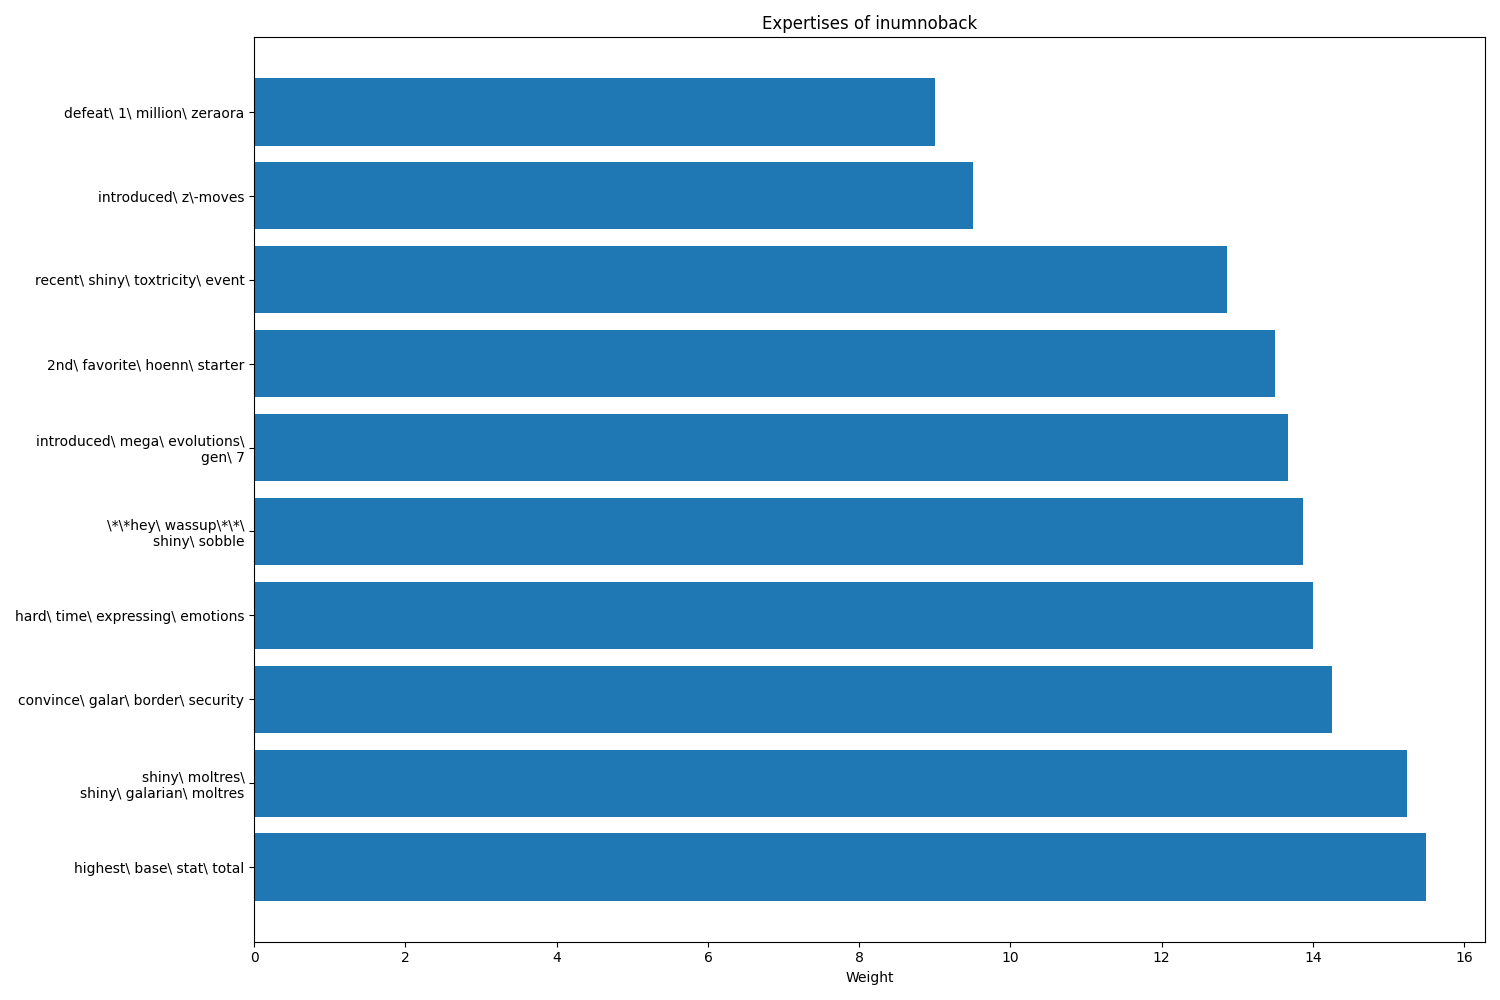 Expertises of inumnoback
defeat\ 1\ million\ zeraora
introduced\ z\-moves
recent\ shiny\ toxtricity\ event
2nd\ favorite\ hoenn\ starter
introduced\ mega\ evolutions\
gen\ 7
\*\*hey\ wassup\*\*\
shiny\ sobble
hard\ time\ expressing\ emotions
convince\ galar\ border\ security
shiny\ moltres\
shiny\ galarian\ moltres
highest\ base\ stat\ total
0 2 4 6 8 10 12 14 16
Weight